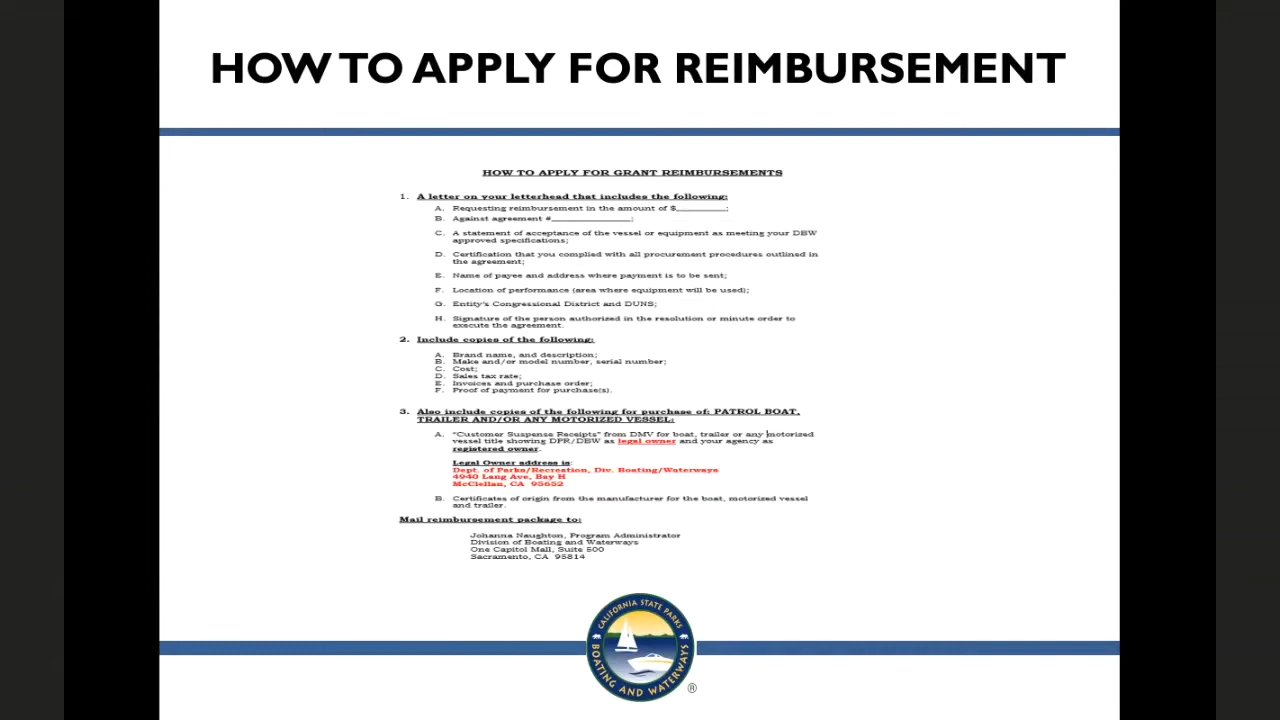 HOW TO APPLY FOR REIMBURSEMENT
HOW TO APPLY FOR GRANT REIMBURSEMENTS
1. A letter on your letterhead that includes the following:
A. Requesting reimbursement in the amount of $__________;
B. Against agreement #________________;
C. A statement of acceptance of the vessel or equipment as meeting your DBW
approved specifications;
D. Certification that you complied with all procurement procedures outlined in
the agreement;
E. Name of payee and address where payment is to be sent;
F. Location of performance (area where equipment will be used);
G. Entity's Congressional District and DUNS;
H. Signature of the person authorized in the resolution or minute order to
execute the agreement.
2. Include copies of the following:
A. Brand name, and description;
B. Make and/or model number, serial number;
C. Cost;
D. Sales tax rate;
E. Invoices and purchase order;
F. Proof of payment for purchase(s).
3. Also include copies of the following for purchase of: PATROL BOAT,
TRAILER AND/OR ANY MOTORIZED VESSEL:
A. "Customer Suspense Receipts" from DMV for boat, trailer or any motorized
vessel title showing DPR/DBW as legal owner and your agency as
registered owner.
Legal Owner address is:
Dept. of Parks/Recreation, Div. Boating/Waterways
4940 Lang Ave, Bay H
McClellan, CA 95652
B. Certificates of origin from the manufacturer for the boat, motorized vessel
and trailer.
Mail reimbursement package to:
Johanna Naughton, Program Administrator
Division of Boating and Waterways
One Capitol Mall, Suite 500
Sacramento, CA 95814
CALIFORNIA STATE PARKS
BOATING AND WATERWAYS
®